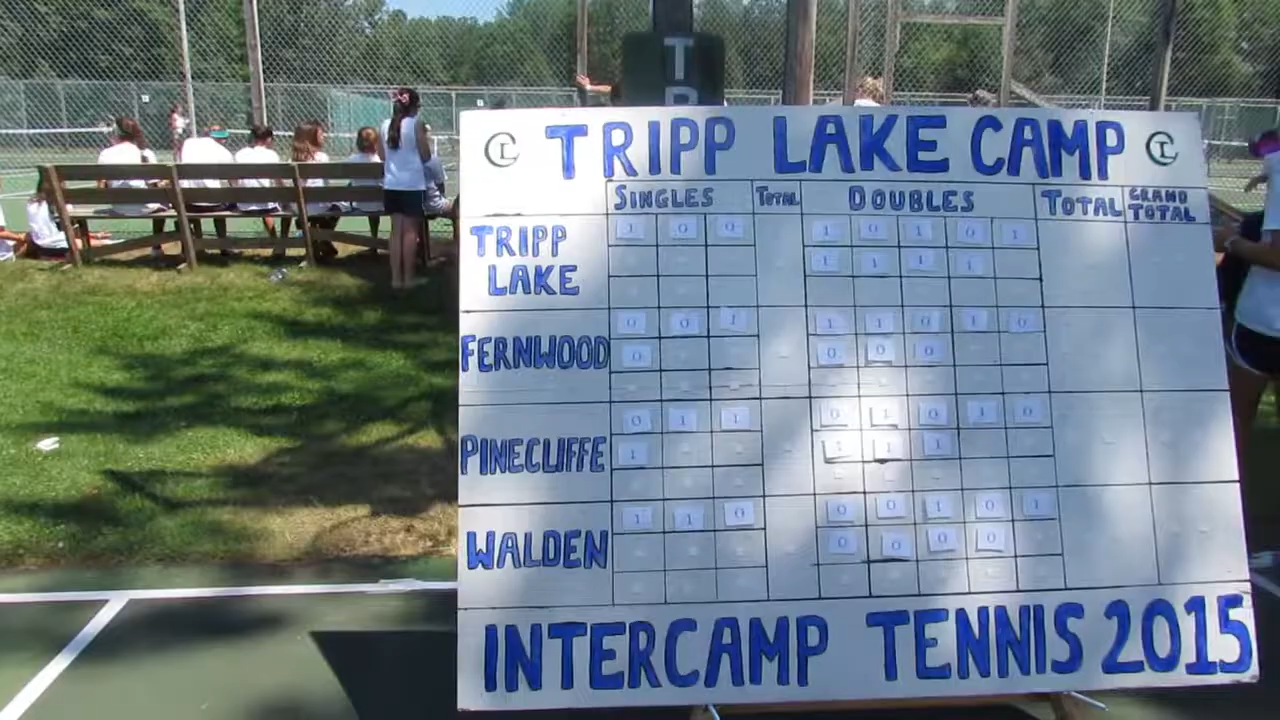 T
TRIPP LAKE CAMP
SINGLES TOTAL DOUBLES TOTAL GRAND TOTAL
TRIPP LAKE
1 0 0 1 0 1 0 1
1 1 1 1
FERNWOOD
0 0 1 1 1 0 1 0
0 0 0 0
PINECLIFFE
0 1 1 0 1 0 1 0
1 1 1 1
WALDEN
1 1 0 0 0 1 0 1
0 0 0 0
INTERCAMP TENNIS 2015